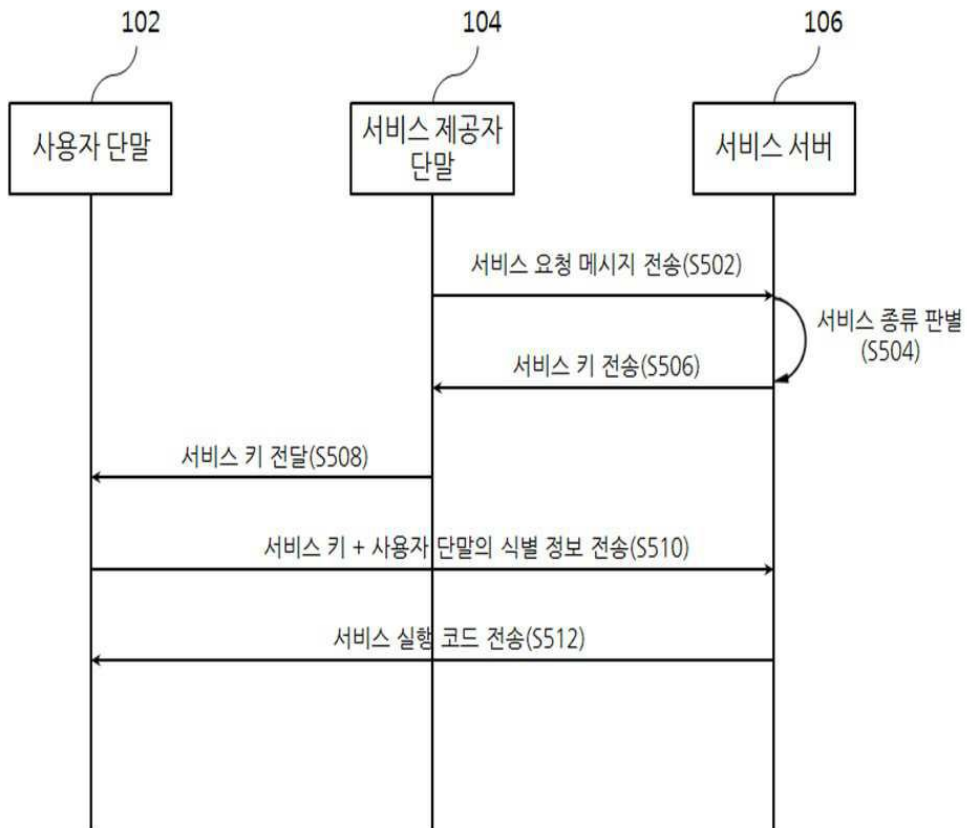 102
104
106
사용자 단말
서비스 제공자
단말
서비스 서버
서비스 요청 메시지 전송(S502)
서비스 종류 판별
(S504)
서비스 키 전송(S506)
서비스 키 전달(S508)
서비스 키 + 사용자 단말의 식별 정보 전송(S510)
서비스 실행 코드 전송(S512)